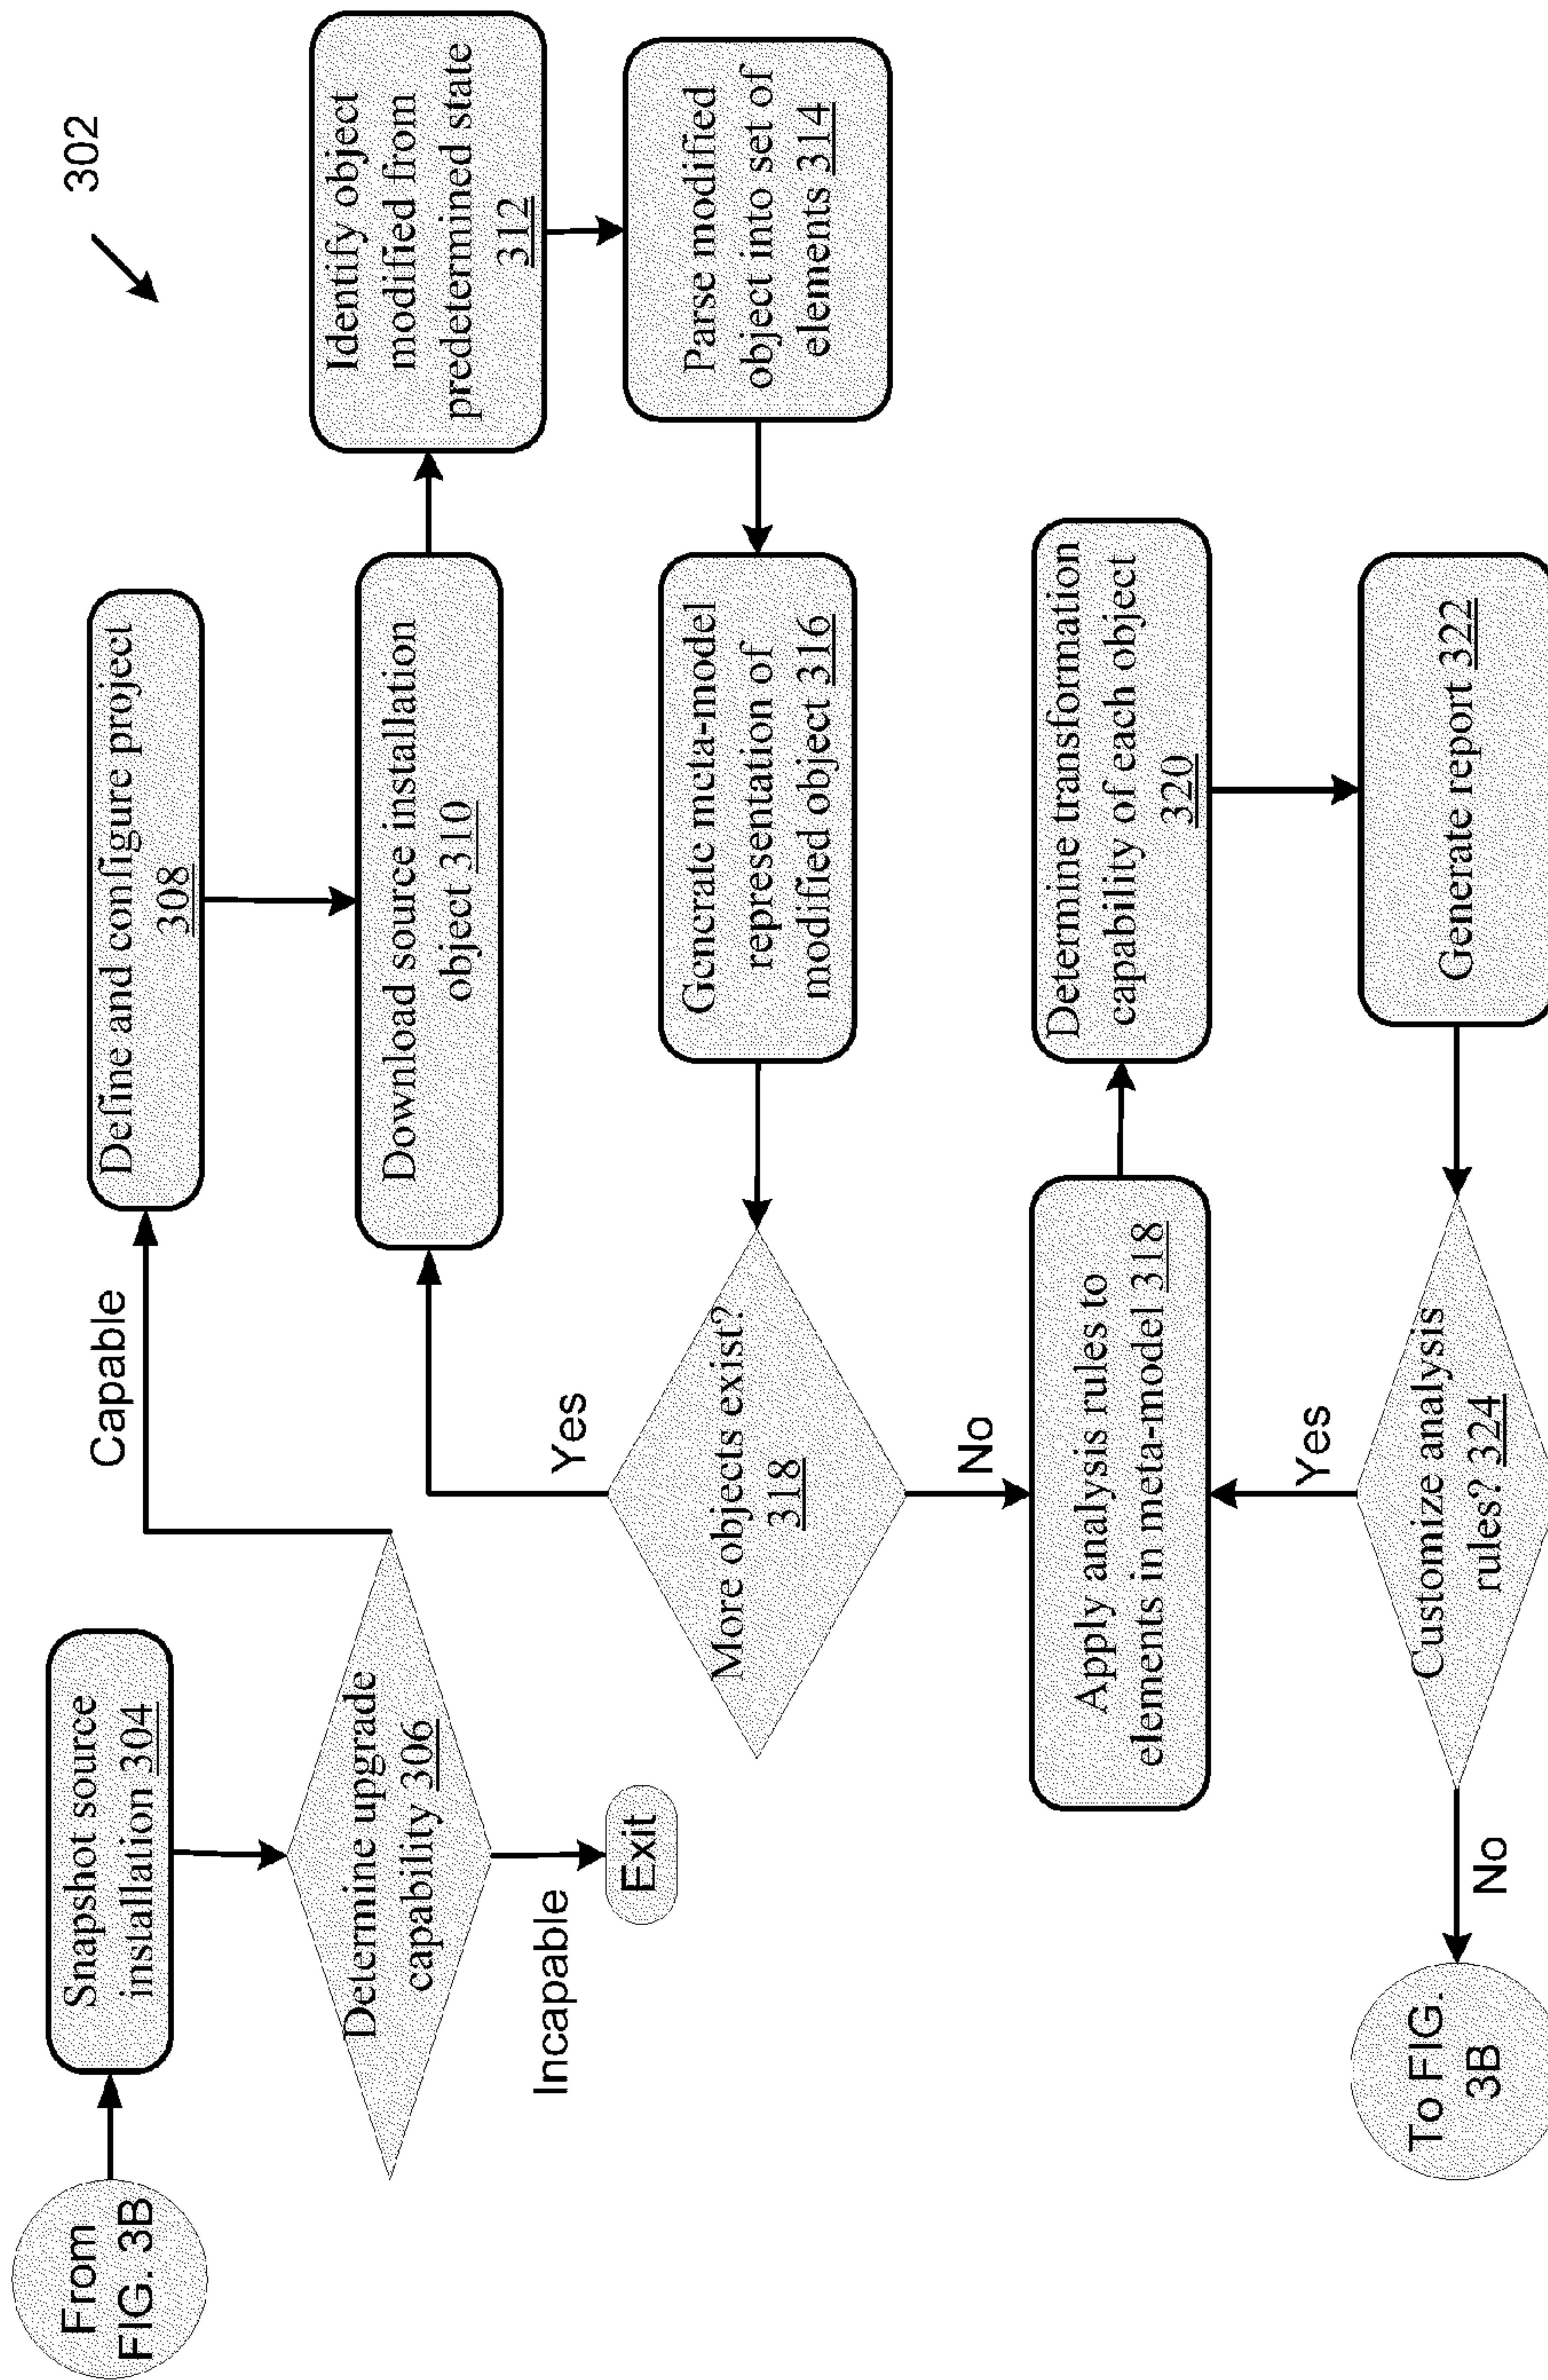 302
From
FIG. 3B
Snapshot source
installation 304
Determine upgrade
capability 306
Incapable
Exit
Capable
Define and configure project
308
Download source installation
object 310
Identify object
modified from
predetermined state
312
Parse modified
object into set of
elements 314
Generate meta-model
representation of
modified object 316
More objects exist?
318
Yes
No
Apply analysis rules to
elements in meta-model 318
Determine transformation
capability of each object
320
Generate report 322
Customize analysis
rules? 324
Yes
No
To FIG.
3B